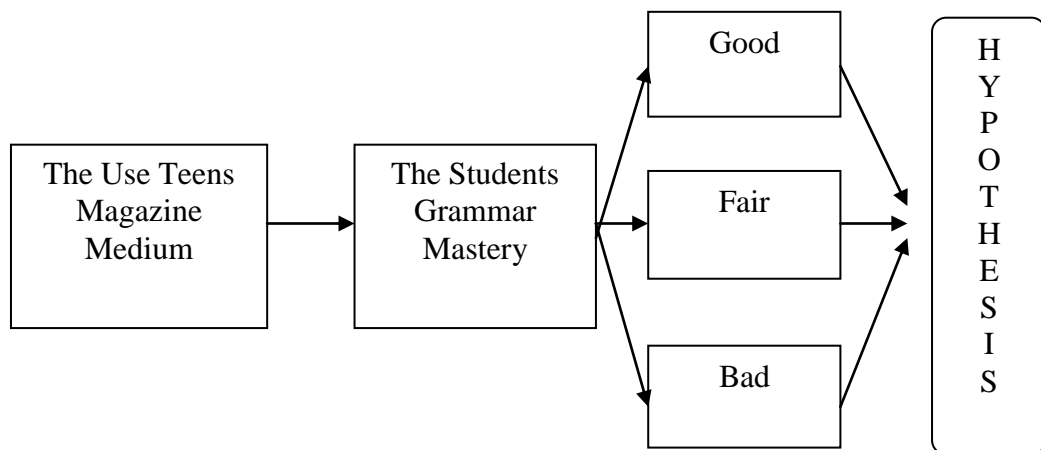 The Use Teens
Magazine
Medium
The Students
Grammar
Mastery
Good
Fair
Bad
H
Y
P
O
T
H
E
S
I
S